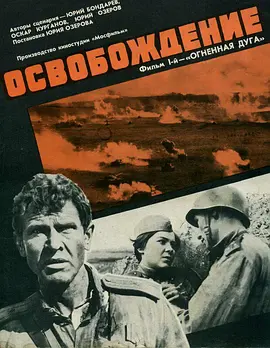 Авторы сценария — ЮРИЙ БОНДАРЕВ,
ОСКАР КУРГАНОВ, ЮРИЙ ОЗЕРОВ
Постановка ЮРИЯ ОЗЕРОВА
Производство киностудии «Мосфильм»
ОСВОБОЖДЕНИЕ
Фильм 1-й — «ОГНЕННАЯ ДУГА»